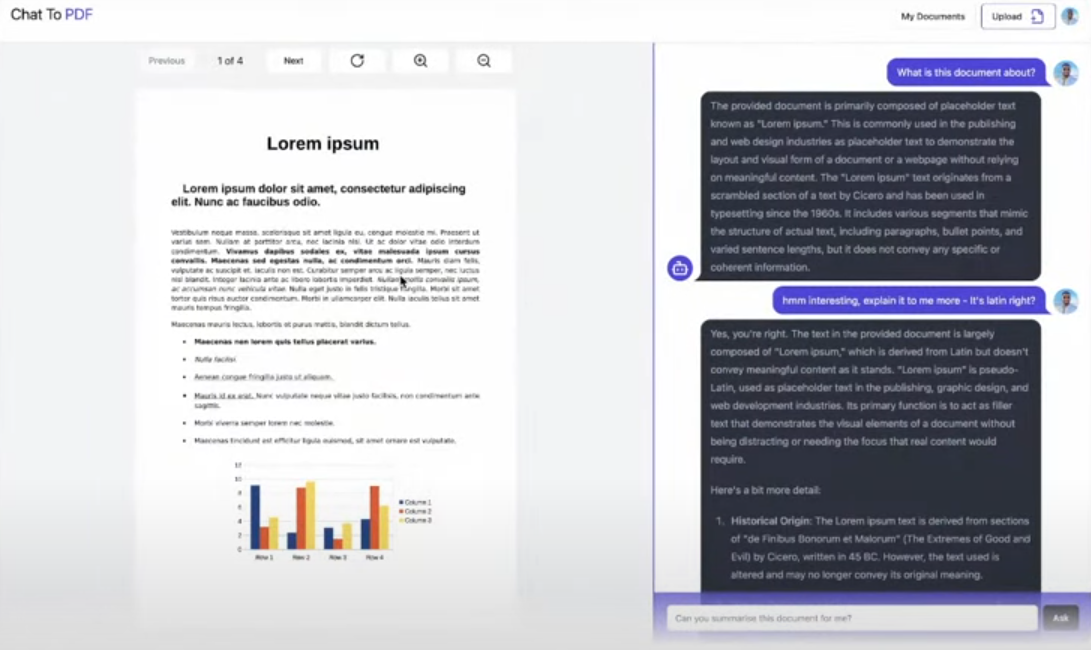 Chat To PDF
My Documents
Upload
Previous
1 of 4
Next
Lorem ipsum
Lorem ipsum dolor sit amet, consectetur adipiscing
elit. Nunc ac faucibus odio.
Vestibulum neque massa, scelerisque sit amet ligula eu, congue molestie mi. Praesent ut
varius sem. Nullam at porttitor arcu, nec lacinia nisi. Ut ac dolor vitae odio interdum
condimentum. Vivamus dapibus sodales ex, vitae malesuada ipsum cursus
convallis. Maecenas sed egestas nulla, ac condimentum orci. Mauris diam felis,
vulputate ac suscipit et, iaculis non est. Curabitur semper arcu ac ligula semper, nec luctus
nisl blandit. Integer lacinia ante ac libero lobortis imperdiet. Nullam mollis convallis ipsum,
ac accumsan nunc vehicula vitae. Nulla eget justo in felis tristique fringilla. Morbi sit amet
tortor quis risus auctor condimentum. Morbi in ullamcorper elit. Nulla iaculis tellus sit amet
mauris tempus fringilla.
Maecenas mauris lectus, lobortis et purus mattis, blandit dictum tellus.
• Maecenas non lorem quis tellus placerat varius.
• Nulla facilisi.
• Aenean congue fringilla justo ut aliquam.
• Mauris id ex erat. Nunc vulputate neque vitae justo facilisis, non condimentum ante
sagittis.
• Morbi viverra semper lorem nec molestie.
• Maecenas tincidunt est efficitur ligula euismod, sit amet ornare est vulputate.
12
10
8
6
4
2
0
Row 1
Row 2
Row 3
Row 4
Column 1
Column 2
Column 3
What is this document about?
The provided document is primarily composed of placeholder text
known as "Lorem ipsum." This is commonly used in the publishing
and web design industries as placeholder text to demonstrate the
layout and visual form of a document or a webpage without relying
on meaningful content. The "Lorem ipsum" text originates from a
scrambled section of a text by Cicero and has been used in
typesetting since the 1960s. It includes various segments that mimic
the structure of actual text, including paragraphs, bullet points, and
varied sentence lengths, but it does not convey any specific or
coherent information.
hmm interesting, explain it to me more - It's latin right?
Yes, you're right. The text in the provided document is largely
composed of "Lorem ipsum," which is derived from Latin but doesn't
convey meaningful content as it stands. "Lorem ipsum" is pseudo-
Latin, used as placeholder text in the publishing, graphic design, and
web development industries. Its primary function is to act as filler
text that demonstrates the visual elements of a document without
being distracting or needing the focus that real content would
require.
Here's a bit more detail:
1. Historical Origin: The Lorem ipsum text is derived from sections
of "de Finibus Bonorum et Malorum" (The Extremes of Good and
Evil) by Cicero, written in 45 BC. However, the text used is
altered and may no longer convey its original meaning.
Can you summarise this document for me?
Ask